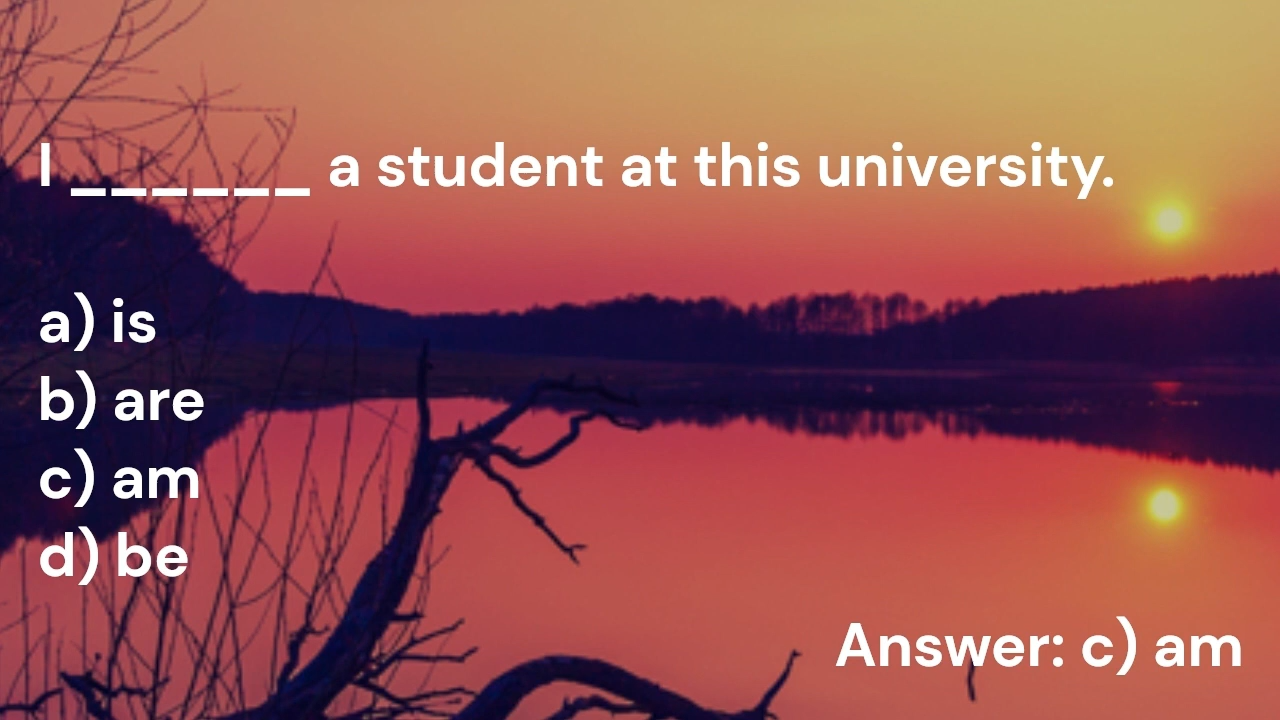 I ______ a student at this university.
a) is
b) are
c) am
d) be
Answer: c) am